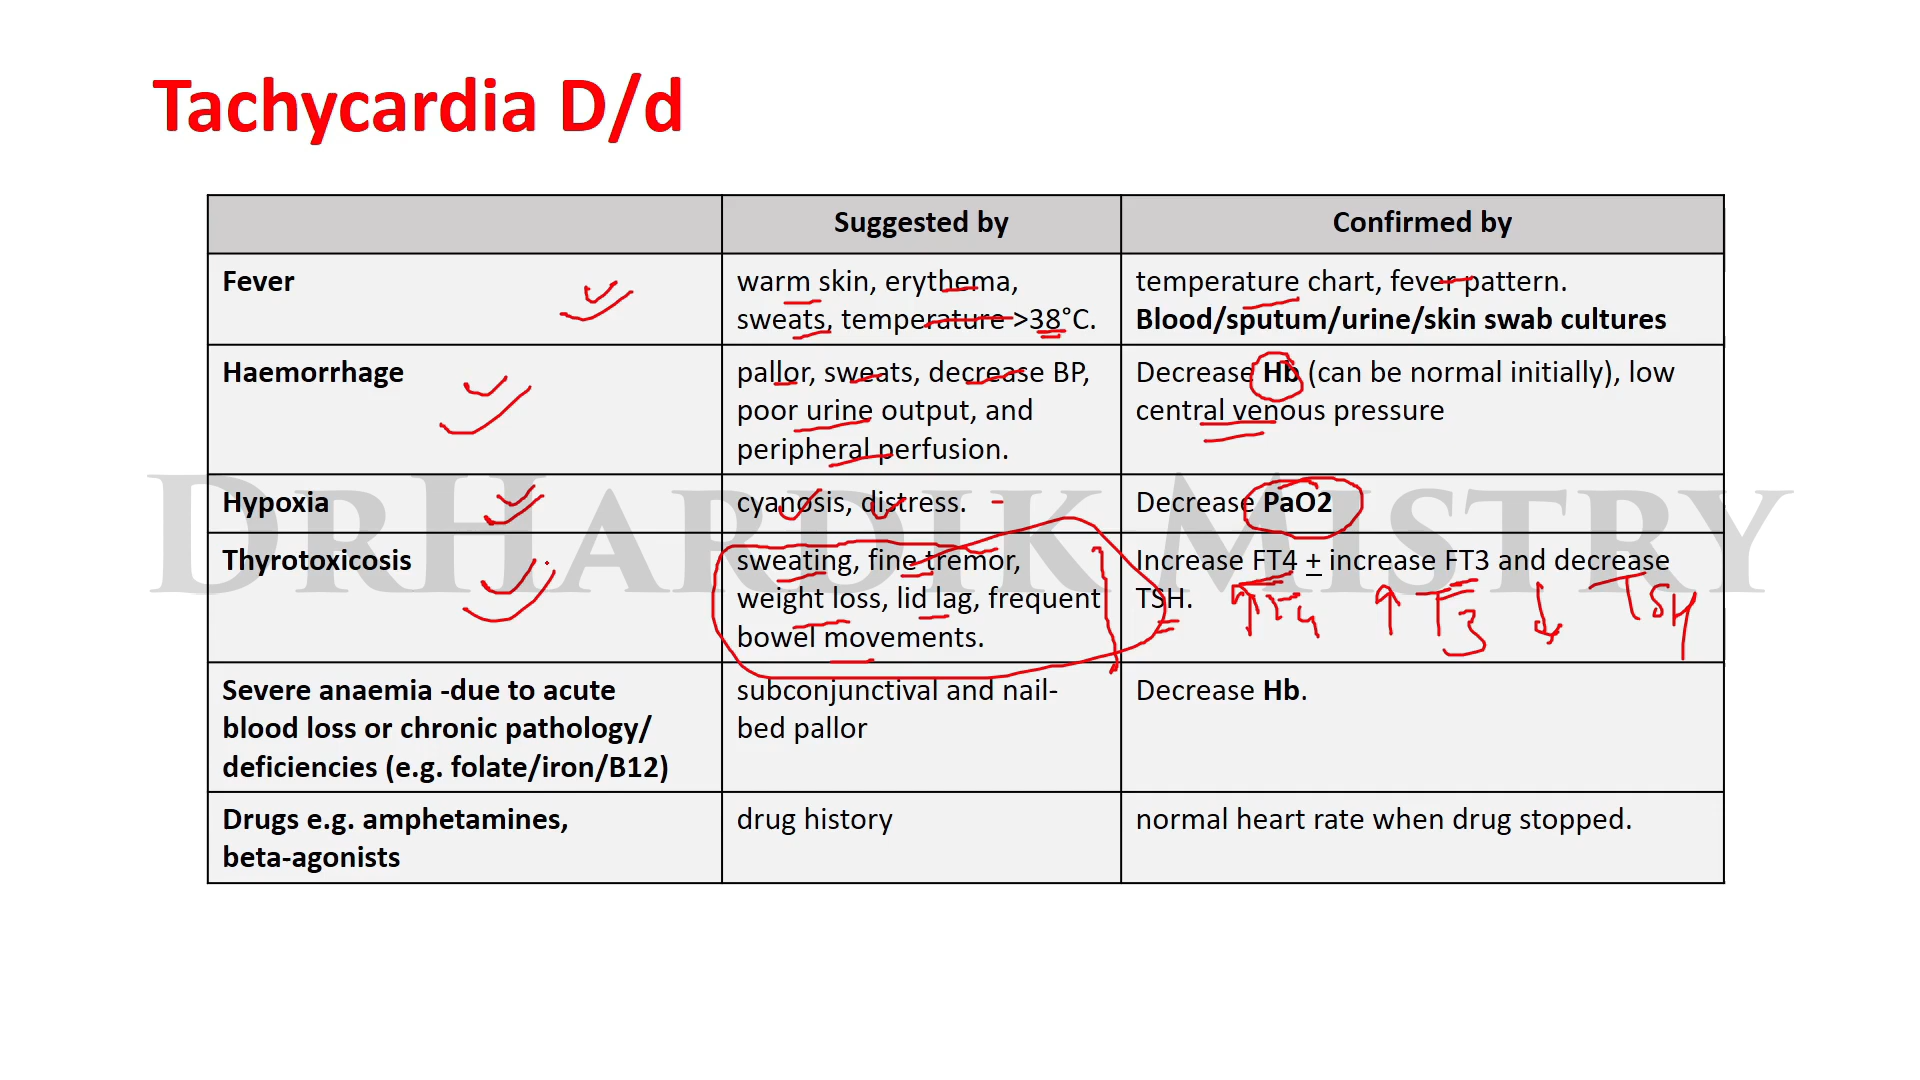 Tachycardia D/d
Suggested by
Confirmed by
Fever
warm skin, erythema,
sweats, temperature >38°C.
temperature chart, fever pattern.
Blood/sputum/urine/skin swab cultures
Haemorrhage
pallor, sweats, decrease BP,
poor urine output, and
peripheral perfusion.
Decrease Hb (can be normal initially), low
central venous pressure
Hypoxia
cyanosis, distress.
Decrease PaO2
Thyrotoxicosis
sweating, fine tremor,
weight loss, lid lag, frequent
bowel movements.
Increase FT4 + increase FT3 and decrease
TSH.
↑ T4 ↑ T3 ↓ TSH
Severe anaemia -due to acute
blood loss or chronic pathology/
deficiencies (e.g. folate/iron/B12)
subconjunctival and nail-
bed pallor
Decrease Hb.
Drugs e.g. amphetamines,
beta-agonists
drug history
normal heart rate when drug stopped.
DRHARDIK MISTRY